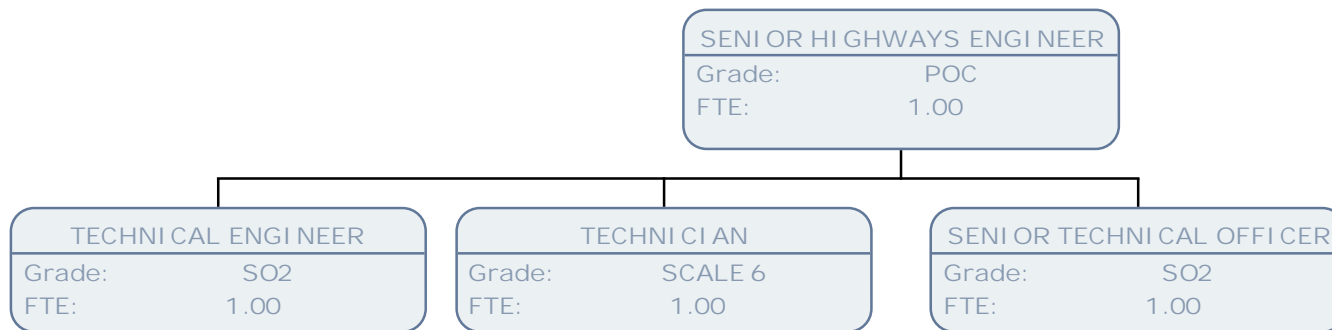 SENIOR HIGHWAYS ENGINEER
Grade: POC
FTE: 1.00
TECHNICAL ENGINEER
Grade: SO2
FTE: 1.00
TECHNICIAN
Grade: SCALE 6
FTE: 1.00
SENIOR TECHNICAL OFFICER
Grade: SO2
FTE: 1.00